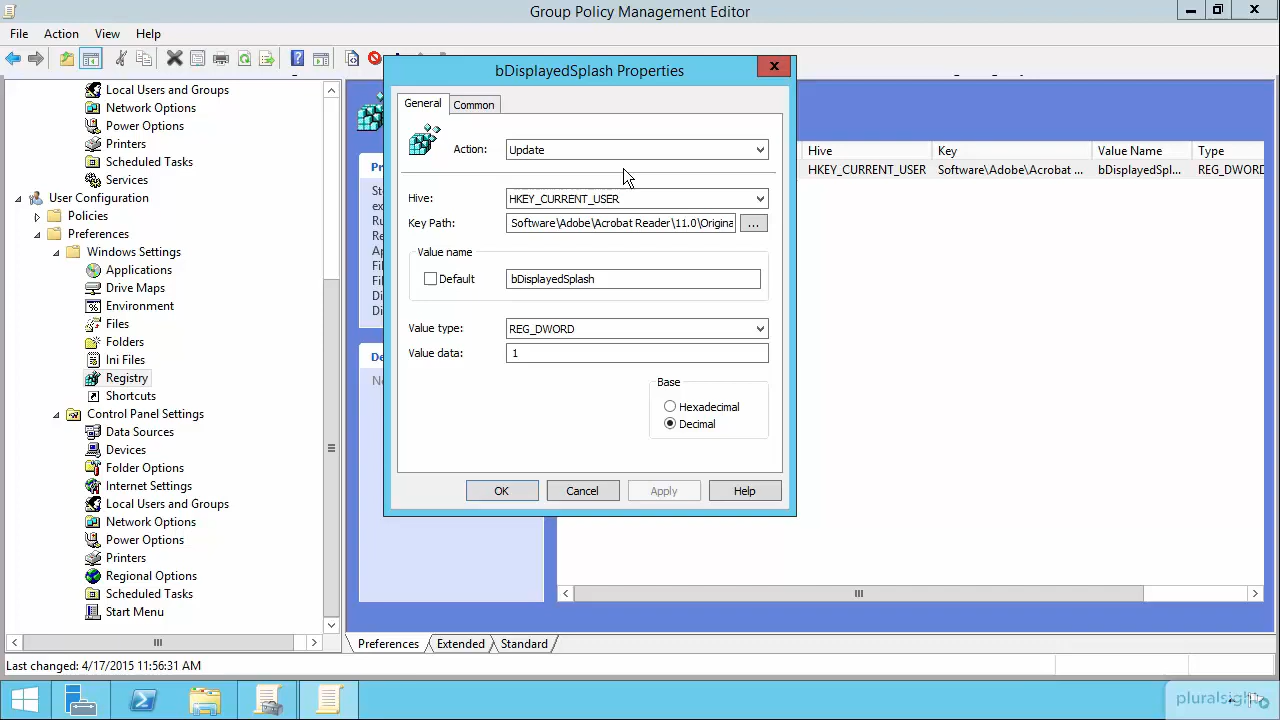 Group Policy Management Editor
File Action View Help
Local Users and Groups
Network Options
Power Options
Printers
Scheduled Tasks
Services
User Configuration
Policies
Preferences
Windows Settings
Applications
Drive Maps
Environment
Files
Folders
Ini Files
Registry
Shortcuts
Control Panel Settings
Data Sources
Devices
Folder Options
Internet Settings
Local Users and Groups
Network Options
Power Options
Printers
Regional Options
Scheduled Tasks
Start Menu
bDisplayedSplash Properties
General Common
Action: Update
Hive: HKEY_CURRENT_USER
Key Path: Software\Adobe\Acrobat Reader\11.0\Origina ...
Value name
Default bDisplayedSplash
Value type: REG_DWORD
Value data: 1
Base
Hexadecimal
Decimal
OK Cancel Apply Help
Hive Key Value Name Type
HKEY_CURRENT_USER Software\Adobe\Acrobat ... bDisplayedSpl... REG_DWORD
Preferences Extended Standard
Last changed: 4/17/2015 11:56:31 AM
pluralsight